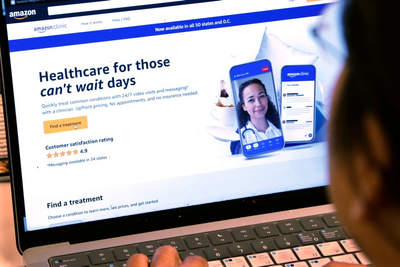 amazon
amazon clinic
How it works
Help / FAQ
Now available in all 50 states and D.C.
Healthcare for those
can't wait days
Quickly treat common conditions with 24/7 video visits and messaging*
with a clinician. Upfront pricing. No appointments, and no insurance needed.
Find a treatment
Customer satisfaction rating
4.9
*Messaging available in 34 states
Find a treatment
Choose a condition to learn more, see prices, and get started
amazon clinic